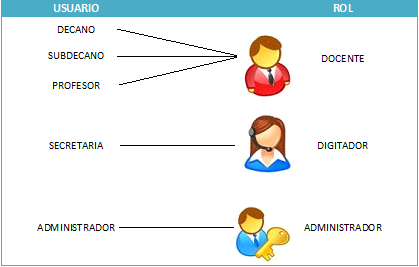 USUARIO ROL
DECANO
SUBDECANO DOCENTE
PROFESOR
SECRETARIA DIGITADOR
ADMINISTRADOR ADMINISTRADOR